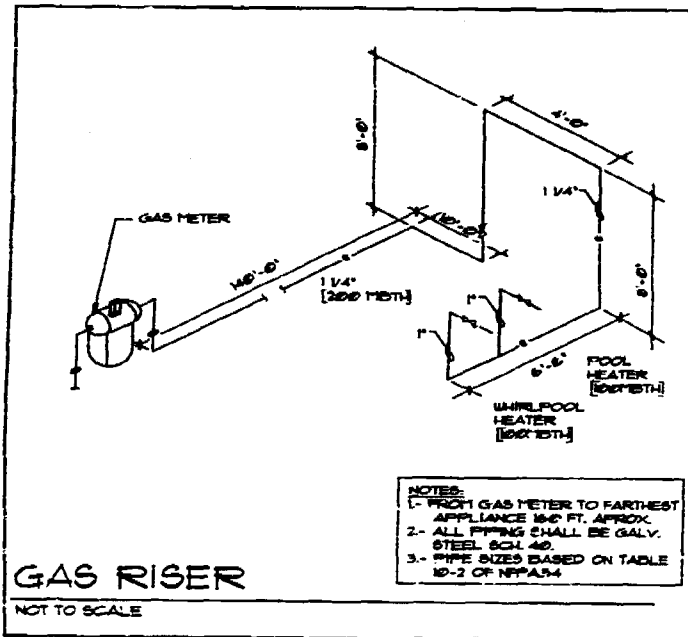 8'-0"
4'-0"
1 1/4"
GAS METER
10'-0"
140'-0"
1 1/4"
[200 MBTH]
8'-0"
1"
1"
POOL
HEATER
WHIRLPOOL
HEATER
NOTES:
1.- FROM GAS METER TO FARTHEST
APPLIANCE FT. APROX.
2.- ALL PIPING SHALL BE GALV.
STEEL SCH. 40.
3.- PIPE SIZES BASED ON TABLE
10-2 OF NFPA54
GAS RISER
NOT TO SCALE